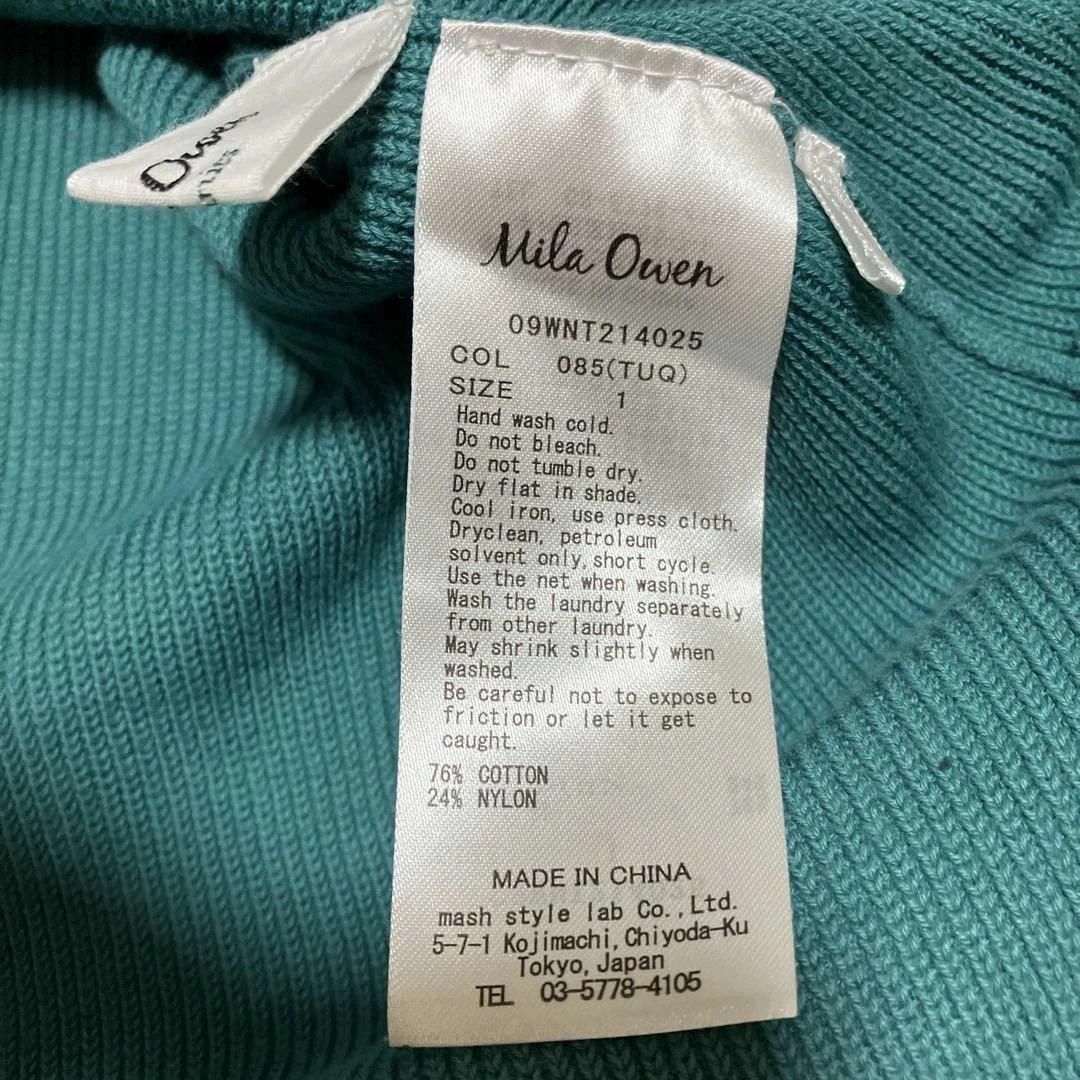 Owen
Mila Owen
09WNT214025
COL 085(TUQ)
SIZE 1
Hand wash cold.
Do not bleach.
Do not tumble dry.
Dry flat in shade.
Cool iron, use press cloth.
Dryclean, petroleum
solvent only, short cycle.
Use the net when washing.
Wash the laundry separately
from other laundry.
May shrink slightly when
washed.
Be careful not to expose to
friction or let it get
caught.
76% COTTON
24% NYLON
MADE IN CHINA
mash style lab Co., Ltd.
5-7-1 Kojimachi, Chiyoda-Ku
Tokyo, Japan
TEL 03-5778-4105